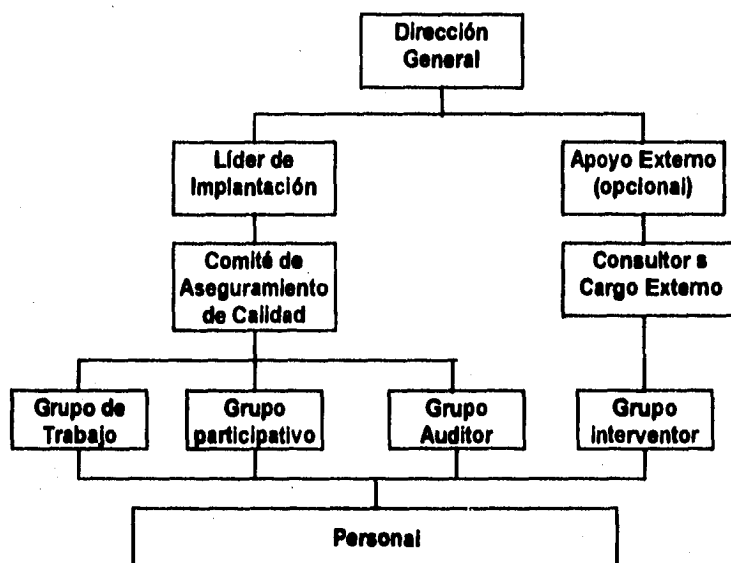 Dirección
General
Líder de
Implantación
Apoyo Externo
(opcional)
Comité de
Aseguramiento
de Calidad
Consultor s
Cargo Externo
Grupo de
Trabajo
Grupo
participativo
Grupo
Auditor
Grupo
interventor
Personal